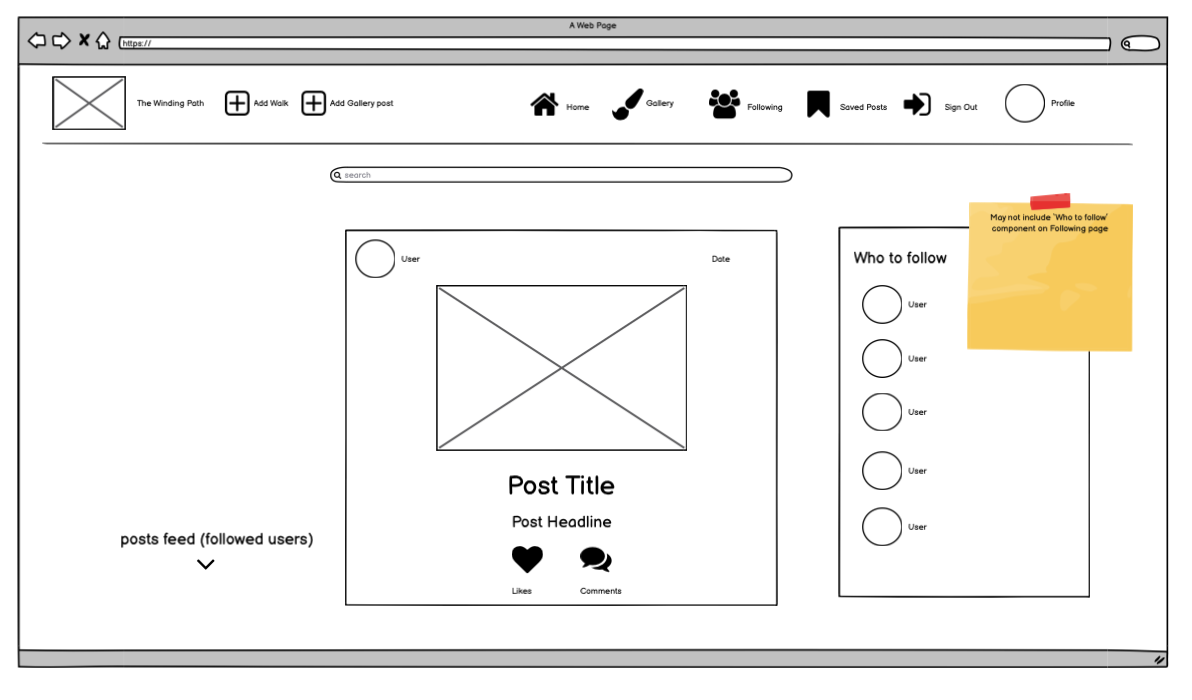 A Web Page
https://
The Winding Path
Add Walk
Add Gallery post
Home
Gallery
Following
Saved Posts
Sign Out
Profile
search
May not include 'Who to follow'
component on Following page
User
Date
Who to follow
User
User
User
User
User
Post Title
Post Headline
posts feed (followed users)
Likes
Comments